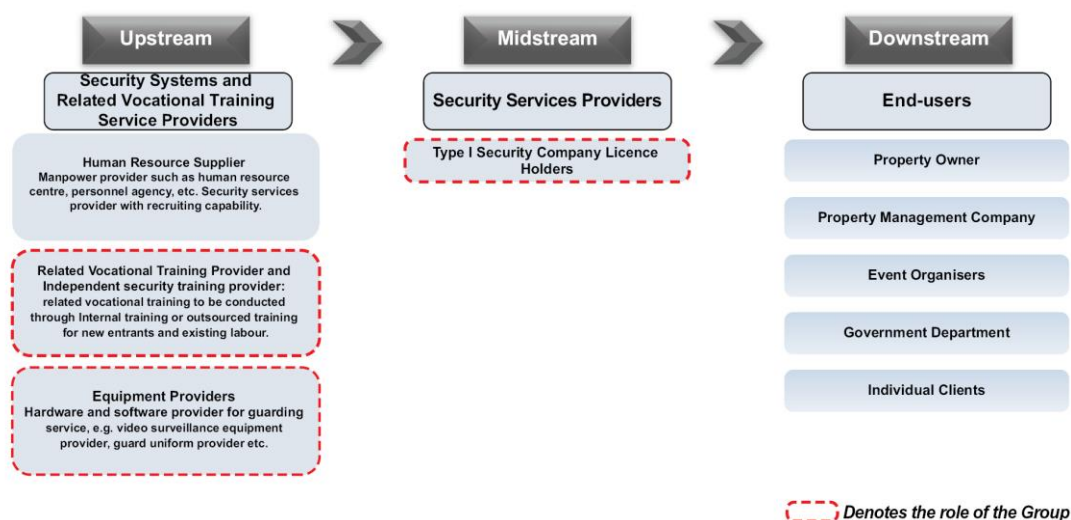 Upstream
Midstream
Downstream
Security Systems and
Related Vocational Training
Service Providers
Security Services Providers
End-users
Human Resource Supplier
Manpower provider such as human resource
centre, personnel agency, etc. Security services
provider with recruiting capability.
Related Vocational Training Provider and
Independent security training provider:
related vocational training to be conducted
through Internal training or outsourced training
for new entrants and existing labour.
Equipment Providers
Hardware and software provider for guarding
service, e.g. video surveillance equipment
provider, guard uniform provider etc.
Type I Security Company Licence
Holders
Property Owner
Property Management Company
Event Organisers
Government Department
Individual Clients
Denotes the role of the Group